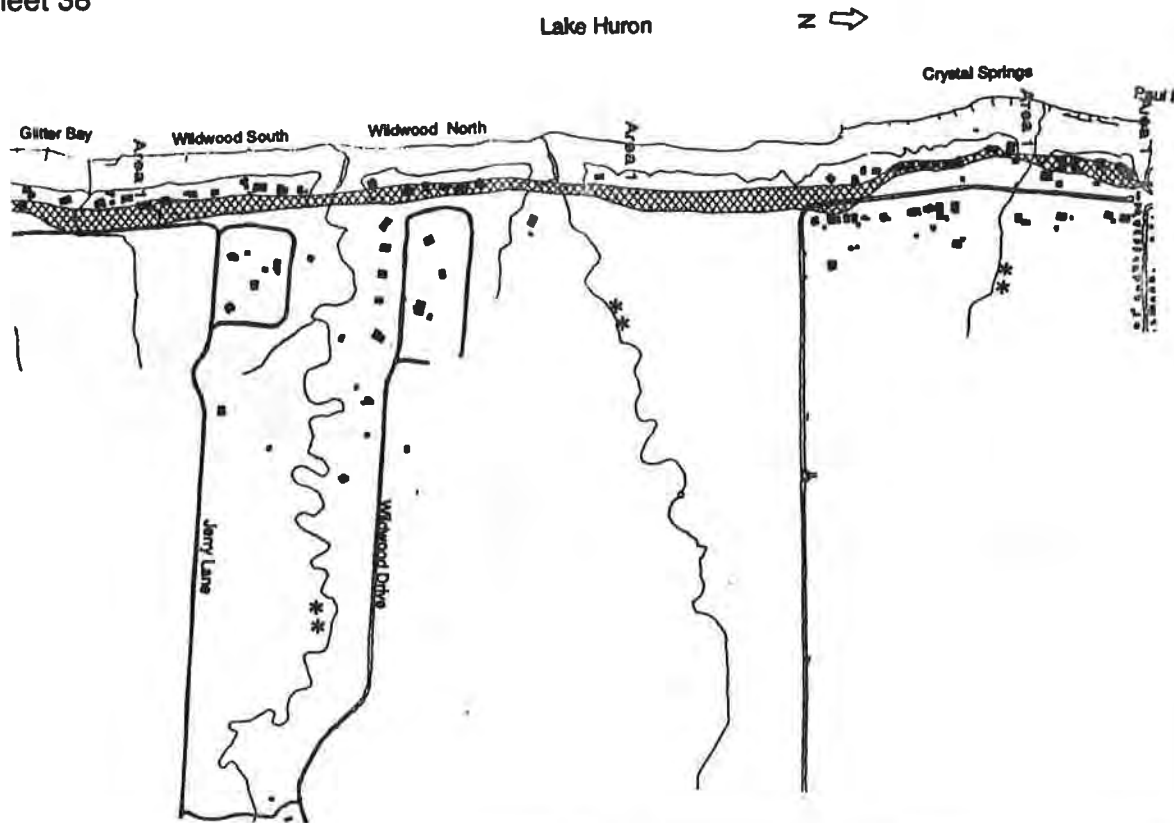 Lake Huron
N
Crystal Springs
Glitter Bay
Wildwood South
Wildwood North
Area 1
Area 1
Area 1
Area 1
Jerry Lane
Wildwood Drive
**
**
**